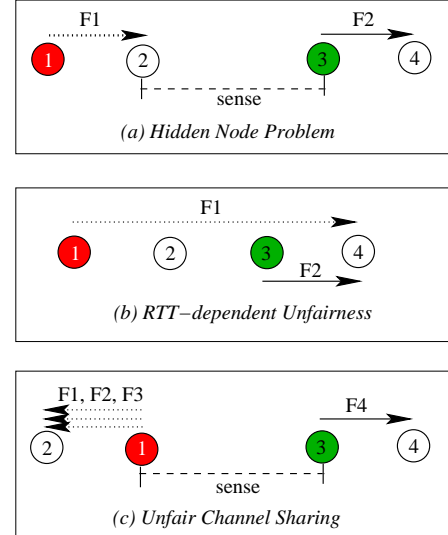 F1 F2
1 2 3 4
sense
(a) Hidden Node Problem
F1
1 2 3 4
F2
(b) RTT−dependent Unfairness
F1, F2, F3 F4
2 1 3 4
sense
(c) Unfair Channel Sharing